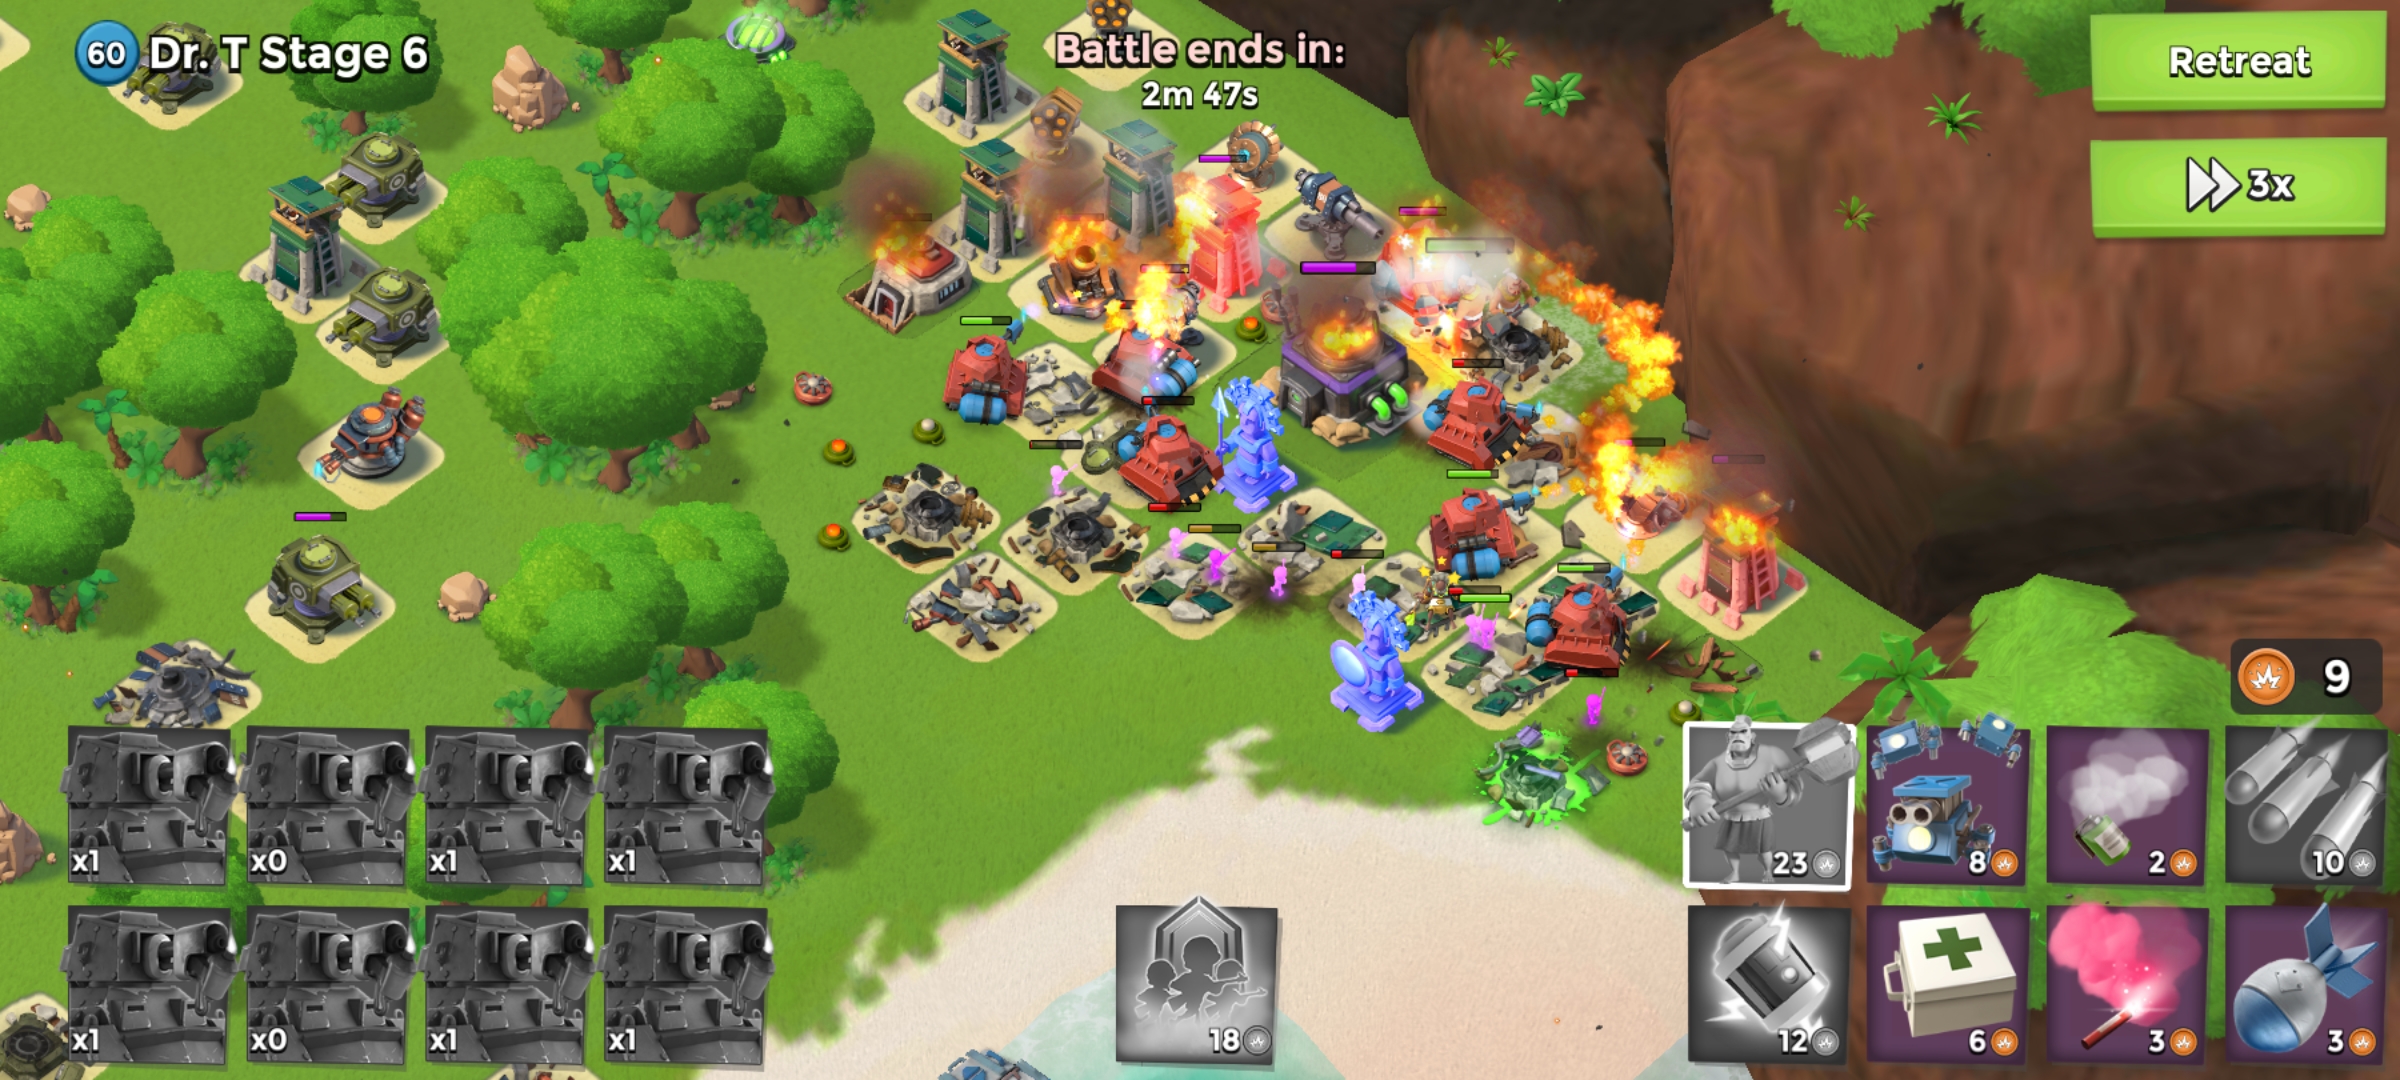 60 Dr. T Stage 6
Battle ends in:
2m 47s
Retreat
3x
9
x1 x0 x1 x1
23 8 2 10
x1 x0 x1 x1
18
12 6 3 3